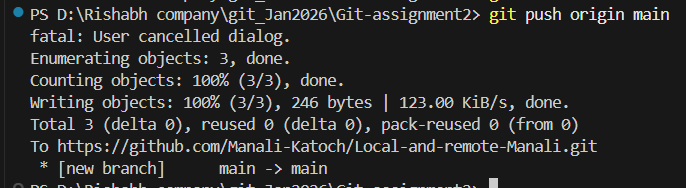 PS D:\Rishabh company\git_Jan2026\Git-assignment2> git push origin main
fatal: User cancelled dialog.
Enumerating objects: 3, done.
Counting objects: 100% (3/3), done.
Writing objects: 100% (3/3), 246 bytes | 123.00 KiB/s, done.
Total 3 (delta 0), reused 0 (delta 0), pack-reused 0 (from 0)
To https://github.com/Manali-Katoch/Local-and-remote-Manali.git
 * [new branch]      main -> main
PS D:\Rishabh company\git_Jan2026\Git-assignment2>